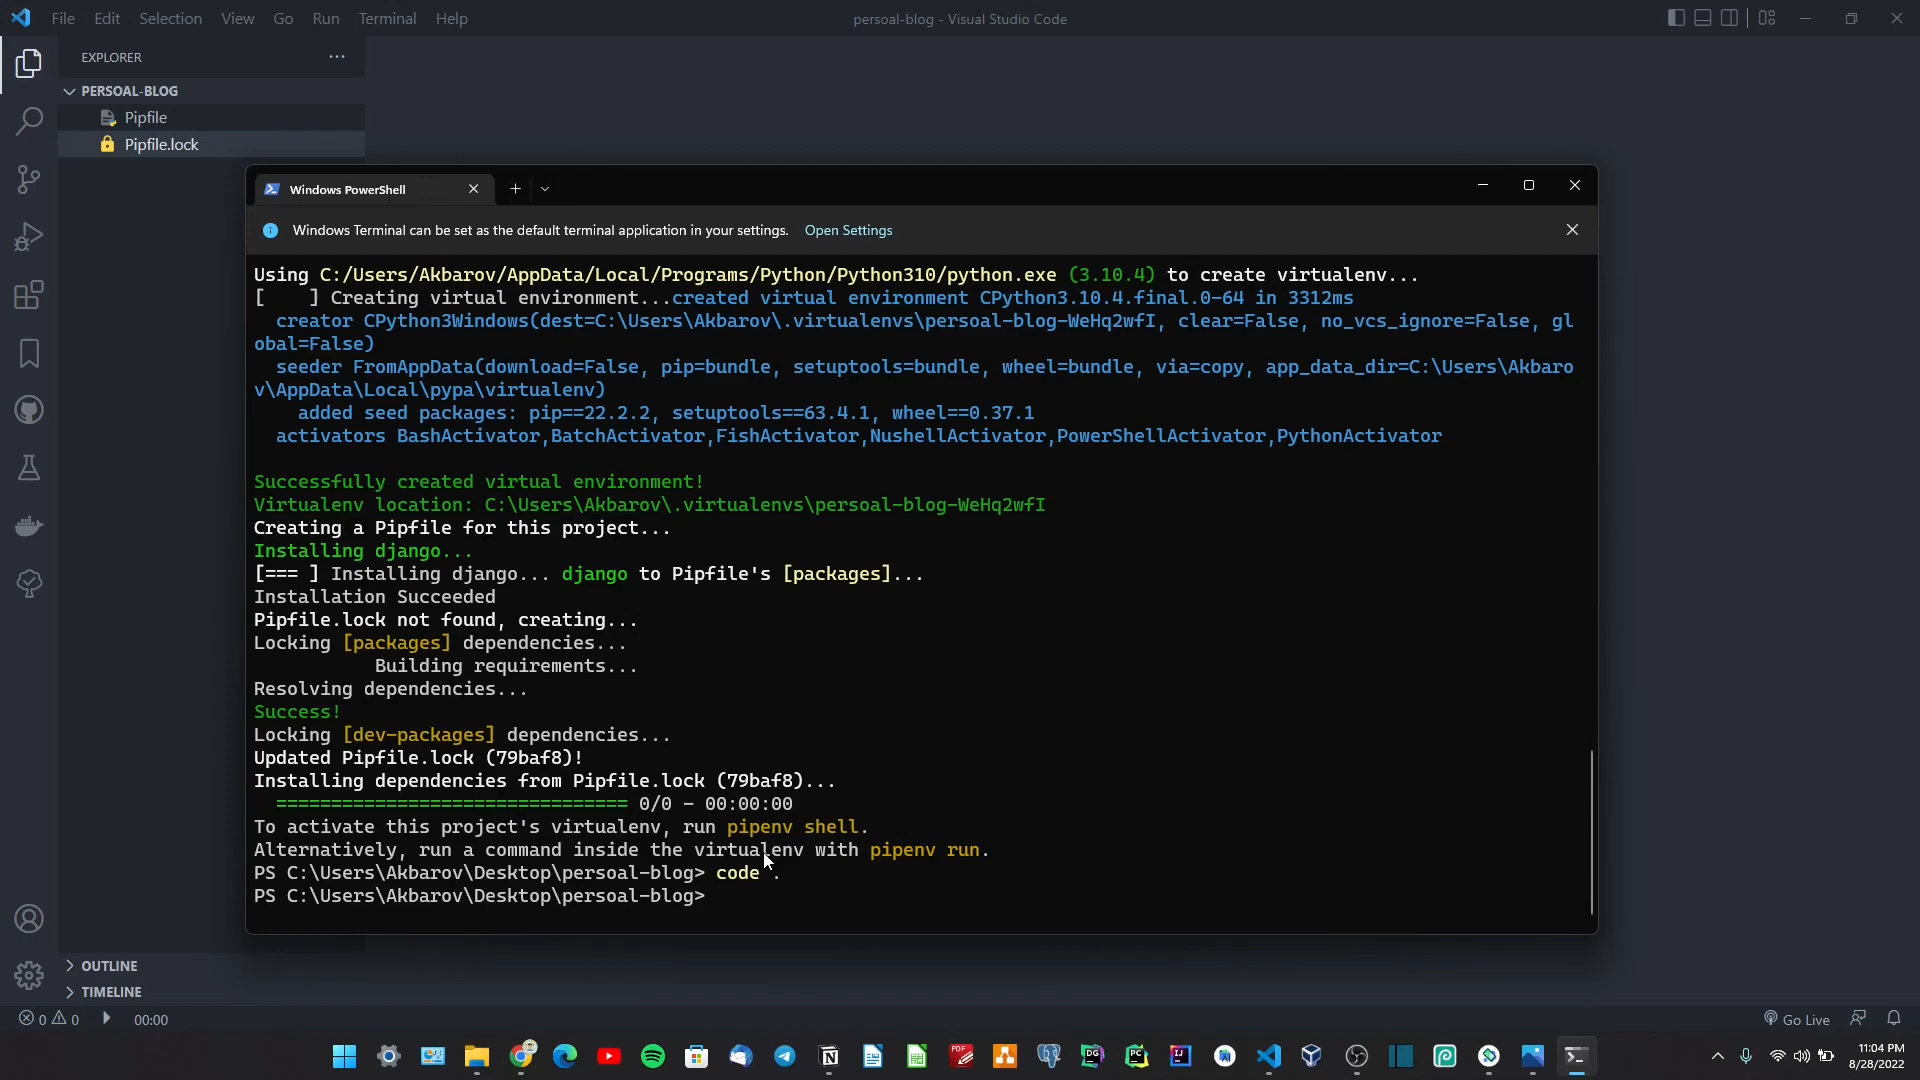 File Edit Selection View Go Run Terminal Help
persoal-blog - Visual Studio Code
EXPLORER
PERSOAL-BLOG
Pipfile
Pipfile.lock
Windows PowerShell
Windows Terminal can be set as the default terminal application in your settings. Open Settings
Using C:/Users/Akbarov/AppData/Local/Programs/Python/Python310/python.exe (3.10.4) to create virtualenv...
[    ] Creating virtual environment...created virtual environment CPython3.10.4.final.0-64 in 3312ms
creator CPython3Windows(dest=C:\Users\Akbarov\.virtualenvs\persoal-blog-WeHq2wfI, clear=False, no_vcs_ignore=False, gl
obal=False)
seeder FromAppData(download=False, pip=bundle, setuptools=bundle, wheel=bundle, via=copy, app_data_dir=C:\Users\Akbaro
v\AppData\Local\pypa\virtualenv)
added seed packages: pip==22.2.2, setuptools==63.4.1, wheel==0.37.1
activators BashActivator,BatchActivator,FishActivator,NushellActivator,PowerShellActivator,PythonActivator
Successfully created virtual environment!
Virtualenv location: C:\Users\Akbarov\.virtualenvs\persoal-blog-WeHq2wfI
Creating a Pipfile for this project...
Installing django...
[=== ] Installing django... django to Pipfile's [packages]...
Installation Succeeded
Pipfile.lock not found, creating...
Locking [packages] dependencies...
Building requirements...
Resolving dependencies...
Success!
Locking [dev-packages] dependencies...
Updated Pipfile.lock (79baf8)!
Installing dependencies from Pipfile.lock (79baf8)...
================================ 0/0 - 00:00:00
To activate this project's virtualenv, run pipenv shell.
Alternatively, run a command inside the virtualenv with pipenv run.
PS C:\Users\Akbarov\Desktop\persoal-blog> code .
PS C:\Users\Akbarov\Desktop\persoal-blog>
OUTLINE
TIMELINE
0 0 00:00
Go Live
PDF DG PC IJ
11:04 PM
8/28/2022